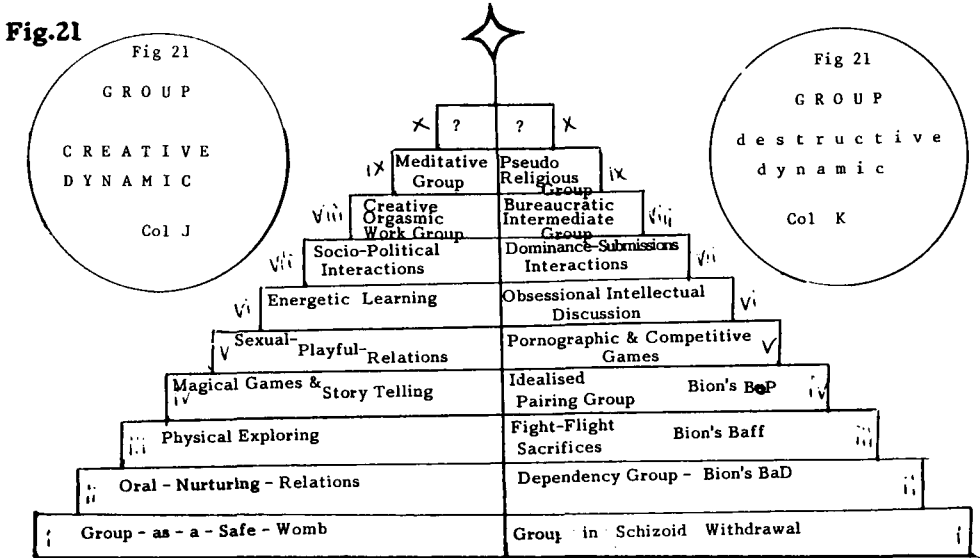 Fig.21
Fig 21
GROUP
CREATIVE
DYNAMIC
Col J
Fig 21
GROUP
destructive
dynamic
Col K
x ? ? x
ix Meditative Group Pseudo Religious Group ix
viii Creative Orgasmic Work Group Bureaucratic Intermediate Group viii
vii Socio-Political Interactions Dominance-Submissions Interactions vii
vi Energetic Learning Obsessional Intellectual Discussion vi
v Sexual-Playful-Relations Pornographic & Competitive Games v
iv Magical Games & Story Telling Idealised Pairing Group Bion's BoP iv
iii Physical Exploring Fight-Flight Sacrifices Bion's Baff iii
ii Oral - Nurturing - Relations Dependency Group - Bion's BaD ii
i Group - as - a - Safe - Womb Group in Schizoid Withdrawal i